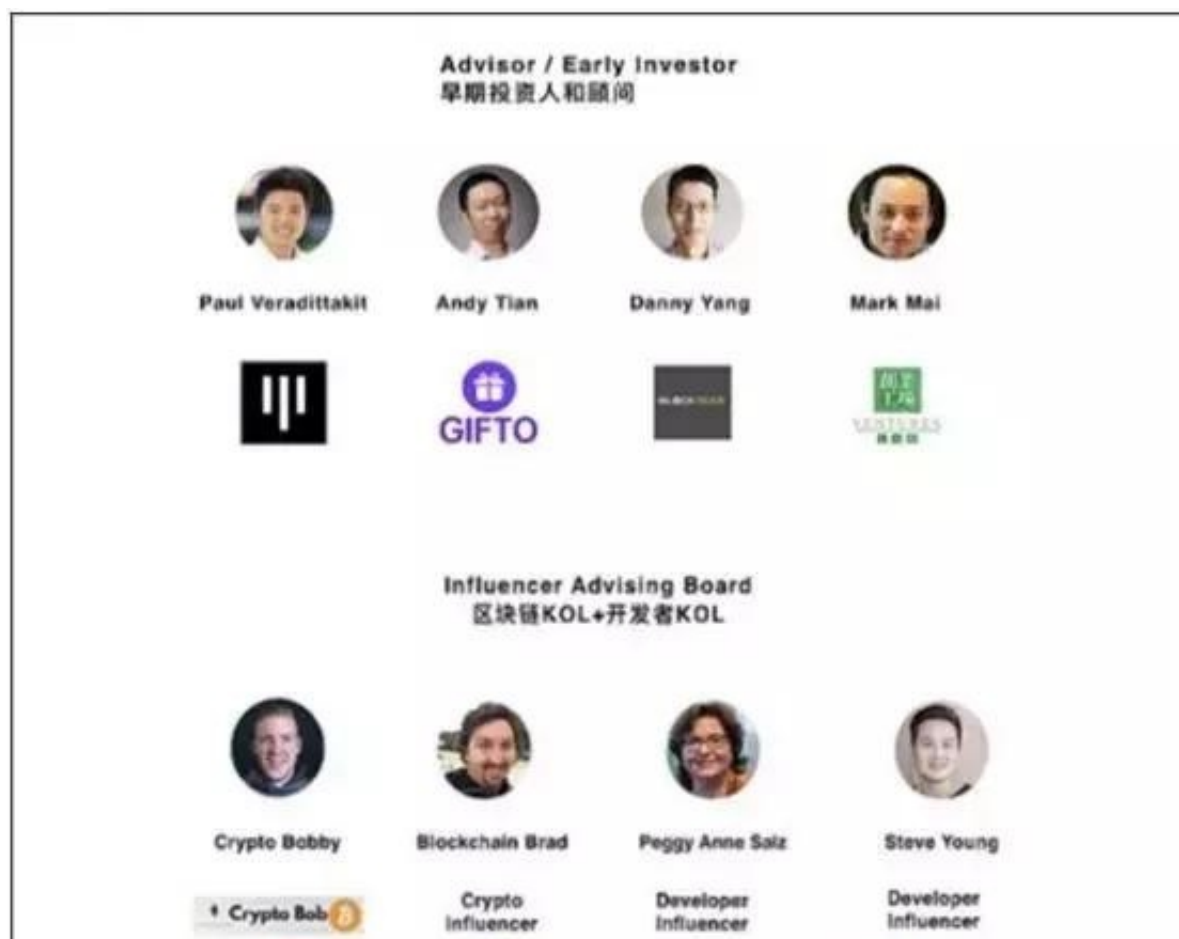 Advisor / Early Investor
早期投资人和顾问
Paul Veradittakit
Andy Tian
Danny Yang
Mark Mai
GIFTO
VENTURES
Influencer Advising Board
区块链KOL+开发者KOL
Crypto Bobby
Blockchain Brad
Peggy Anne Salz
Steve Young
Crypto Bob
Crypto
Influencer
Developer
Influencer
Developer
Influencer